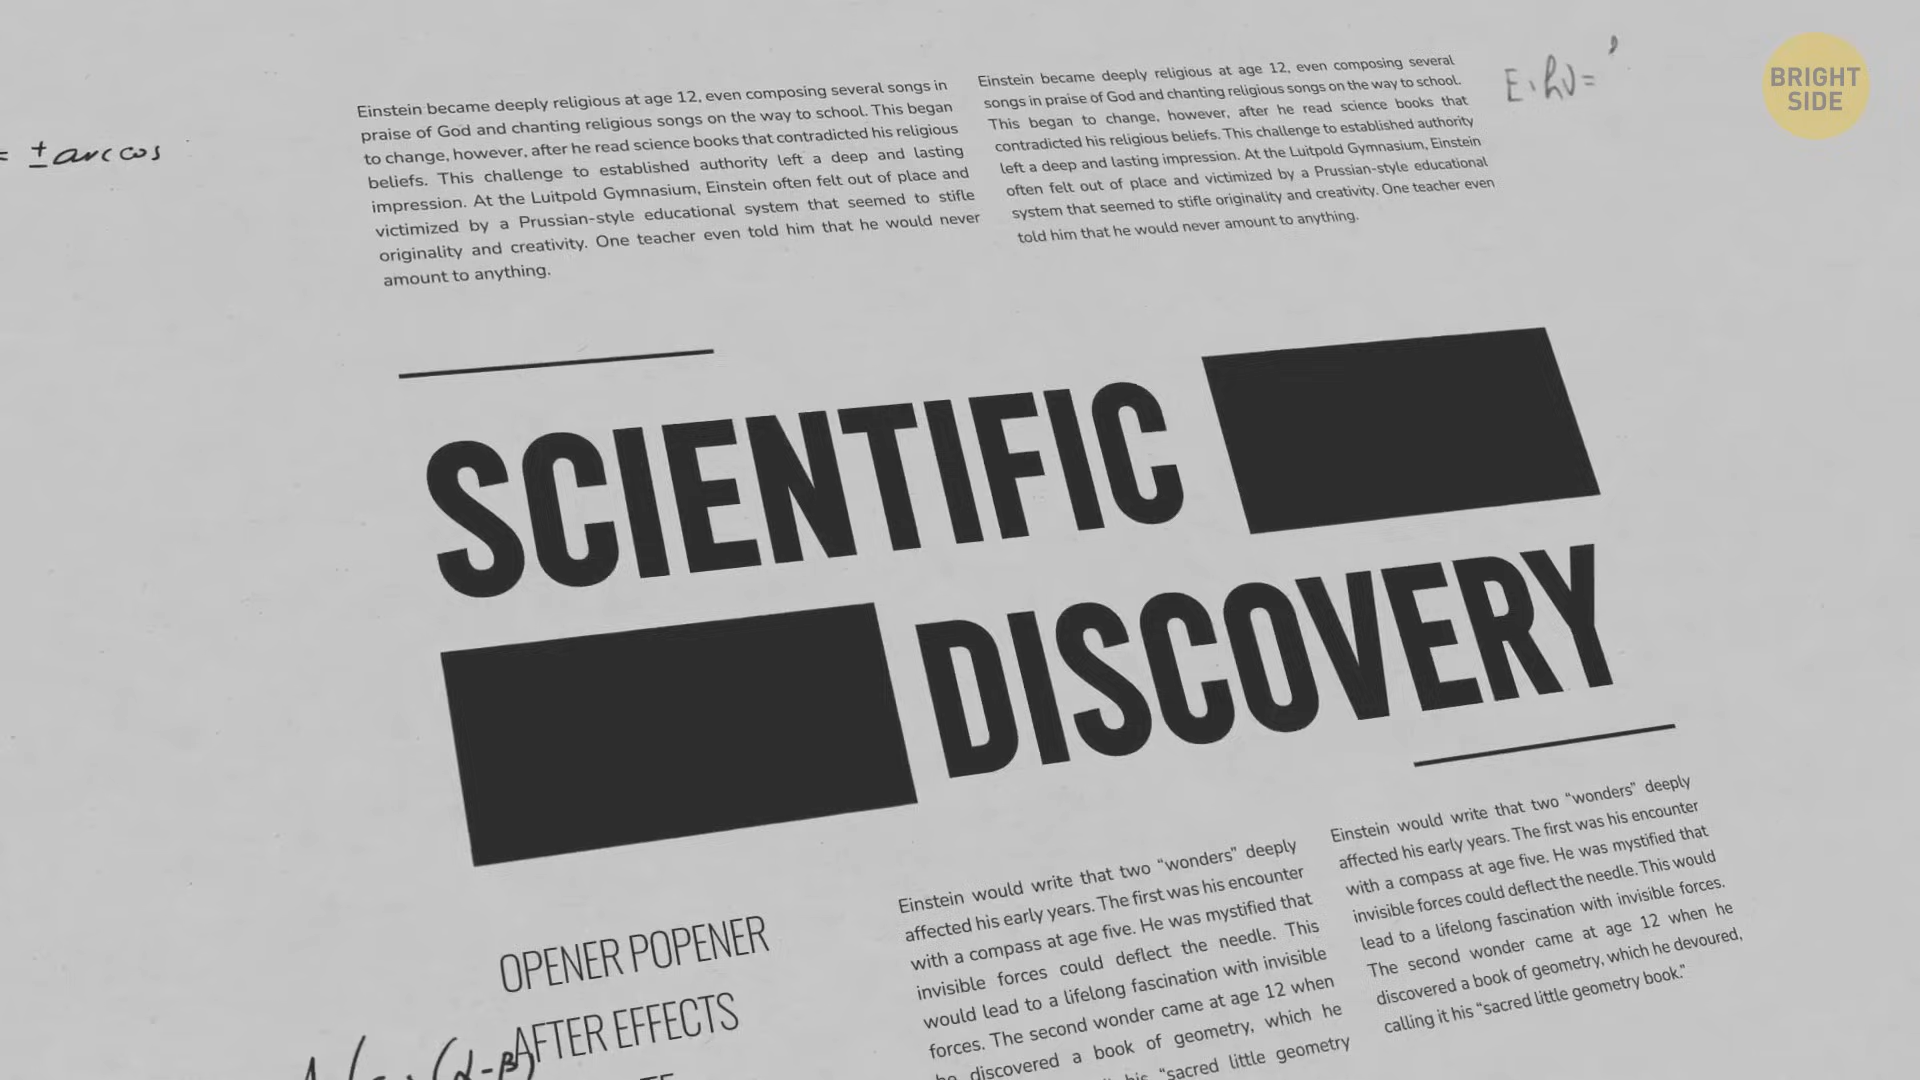 Einstein became deeply religious at age 12, even composing several songs in
praise of God and chanting religious songs on the way to school. This began
to change, however, after he read science books that contradicted his religious
beliefs. This challenge to established authority left a deep and lasting
impression. At the Luitpold Gymnasium, Einstein often felt out of place and
victimized by a Prussian-style educational system that seemed to stifle
originality and creativity. One teacher even told him that he would never
amount to anything.
Einstein became deeply religious at age 12, even composing several
songs in praise of God and chanting religious songs on the way to school.
This began to change, however, after he read science books that
contradicted his religious beliefs. This challenge to established authority
left a deep and lasting impression. At the Luitpold Gymnasium, Einstein
often felt out of place and victimized by a Prussian-style educational
system that seemed to stifle originality and creativity. One teacher even
told him that he would never amount to anything.
E, hν =
BRIGHT
SIDE
= ± arccos
SCIENTIFIC
DISCOVERY
OPENER POPENER
AFTER EFFECTS
(α-β)
Einstein would write that two “wonders” deeply
affected his early years. The first was his encounter
with a compass at age five. He was mystified that
invisible forces could deflect the needle. This
would lead to a lifelong fascination with invisible
forces. The second wonder came at age 12 when
he discovered a book of geometry, which he
his “sacred little geometry
Einstein would write that two “wonders” deeply
affected his early years. The first was his encounter
with a compass at age five. He was mystified that
invisible forces could deflect the needle. This would
lead to a lifelong fascination with invisible forces.
The second wonder came at age 12 when he
discovered a book of geometry, which he devoured,
calling it his “sacred little geometry book.”